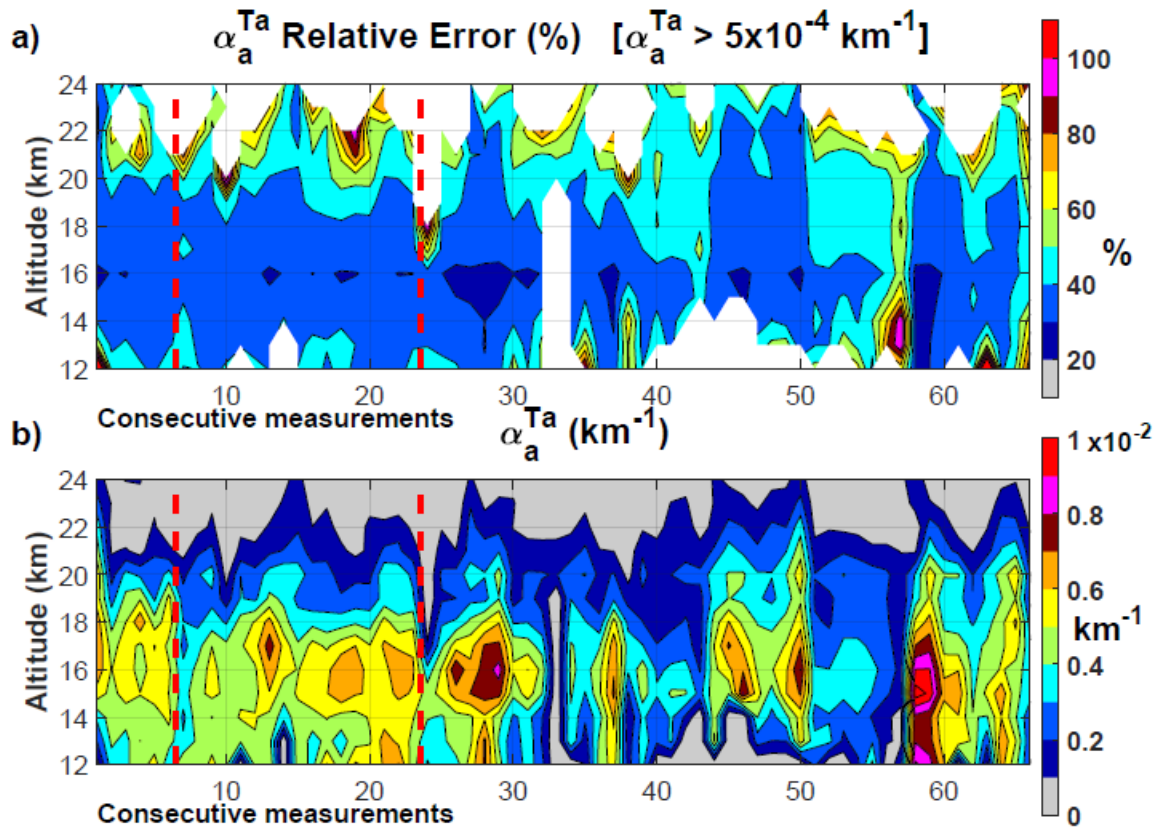 a) α_a^Ta Relative Error (%) [α_a^Ta > 5x10^-4 km^-1]
24
22
20
18
16
14
12
Altitude (km)
10 20 30 40 50 60
Consecutive measurements
100
80
60
%
40
20
b) α_a^Ta (km^-1)
24
22
20
18
16
14
12
Altitude (km)
10 20 30 40 50 60
Consecutive measurements
1 x10^-2
0.8
0.6
km^-1
0.4
0.2
0